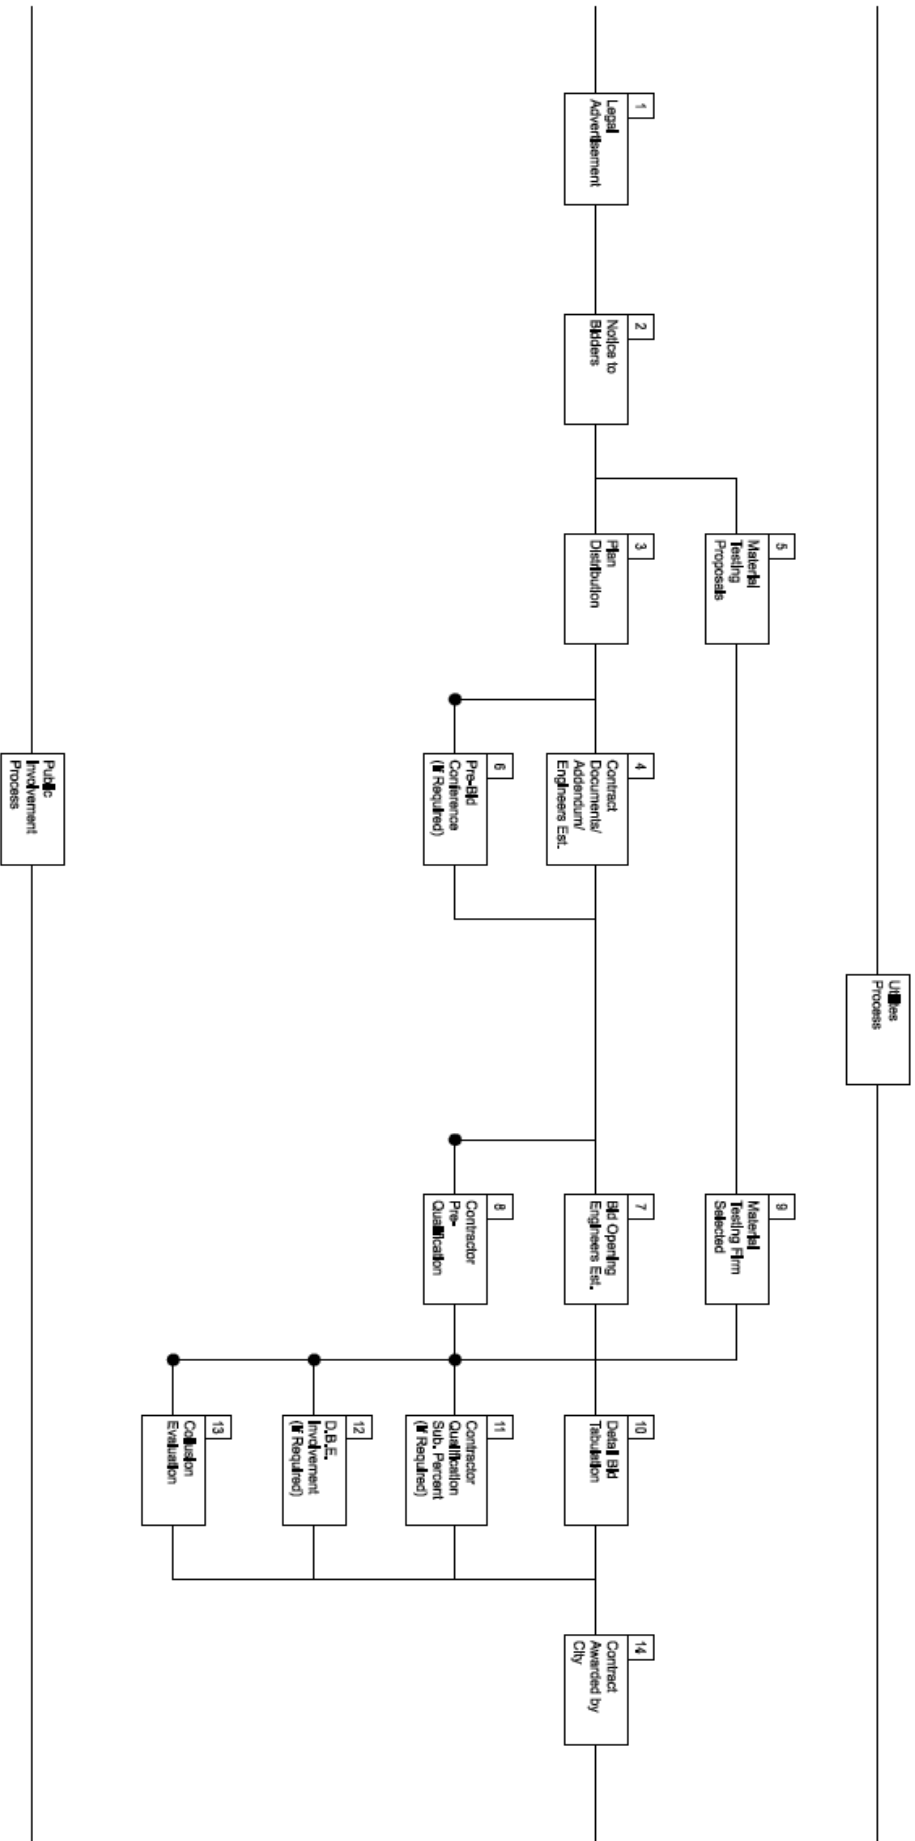 Utilities
Process
5
Material
Testing
Proposals
9
Material
Testing Firm
Selected
1
Legal
Advertisement
2
Notice to
Bidders
3
Plan
Distribution
4
Contract
Documents/
Addendum/
Engineers Est.
7
Bid Opening
Engineers Est.
10
Detail Bid
Tabulation
14
Contract
Awarded by
City
6
Pre-Bid
Conference
(If Required)
8
Contractor
Pre-
Qualification
11
Contractor
Qualification
Sub. Percent
(If Required)
12
D.B.E.
Involvement
(If Required)
13
Collusion
Evaluation
Public
Involvement
Process